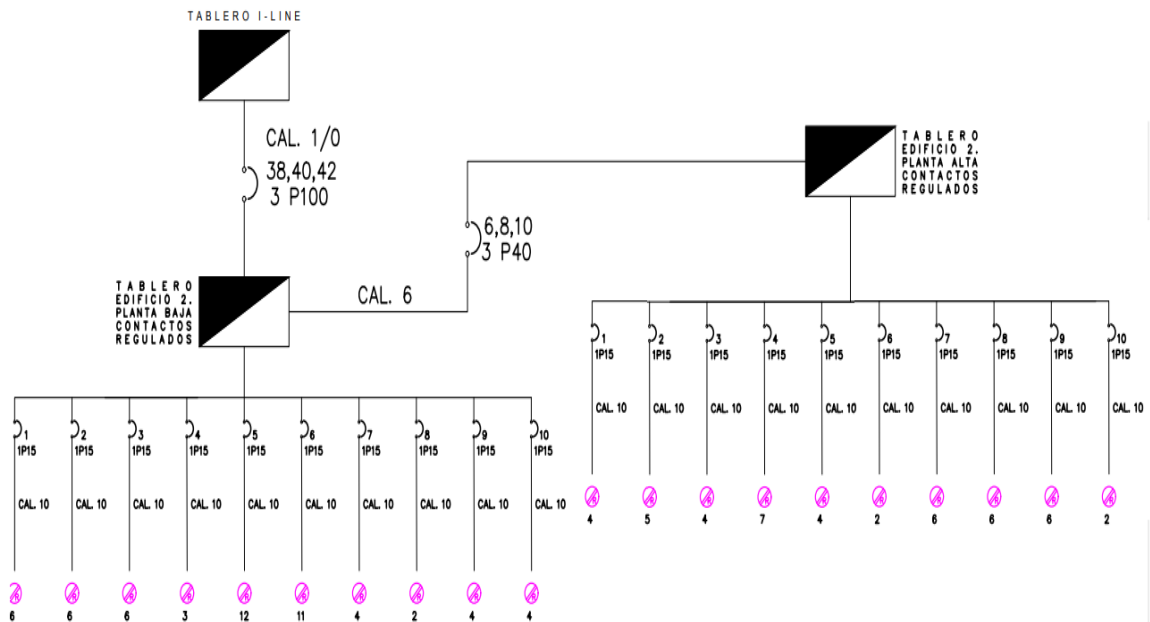 TABLERO I-LINE
CAL. 1/0
38,40,42
3 P100
TABLERO
EDIFICIO 2.
PLANTA ALTA
CONTACTOS
REGULADOS
6,8,10
3 P40
TABLERO
EDIFICIO 2.
PLANTA BAJA
CONTACTOS
REGULADOS
CAL. 6
1 2 3 4 5 6 7 8 9 10
1P15 1P15 1P15 1P15 1P15 1P15 1P15 1P15 1P15 1P15
CAL. 10 CAL. 10 CAL. 10 CAL. 10 CAL. 10 CAL. 10 CAL. 10 CAL. 10 CAL. 10 CAL. 10
R R R R R R R R R R
4 5 4 7 4 2 6 6 6 2
1 2 3 4 5 6 7 8 9 10
1P15 1P15 1P15 1P15 1P15 1P15 1P15 1P15 1P15 1P15
CAL. 10 CAL. 10 CAL. 10 CAL. 10 CAL. 10 CAL. 10 CAL. 10 CAL. 10 CAL. 10 CAL. 10
R R R R R R R R R R
6 6 6 3 12 11 4 2 4 4